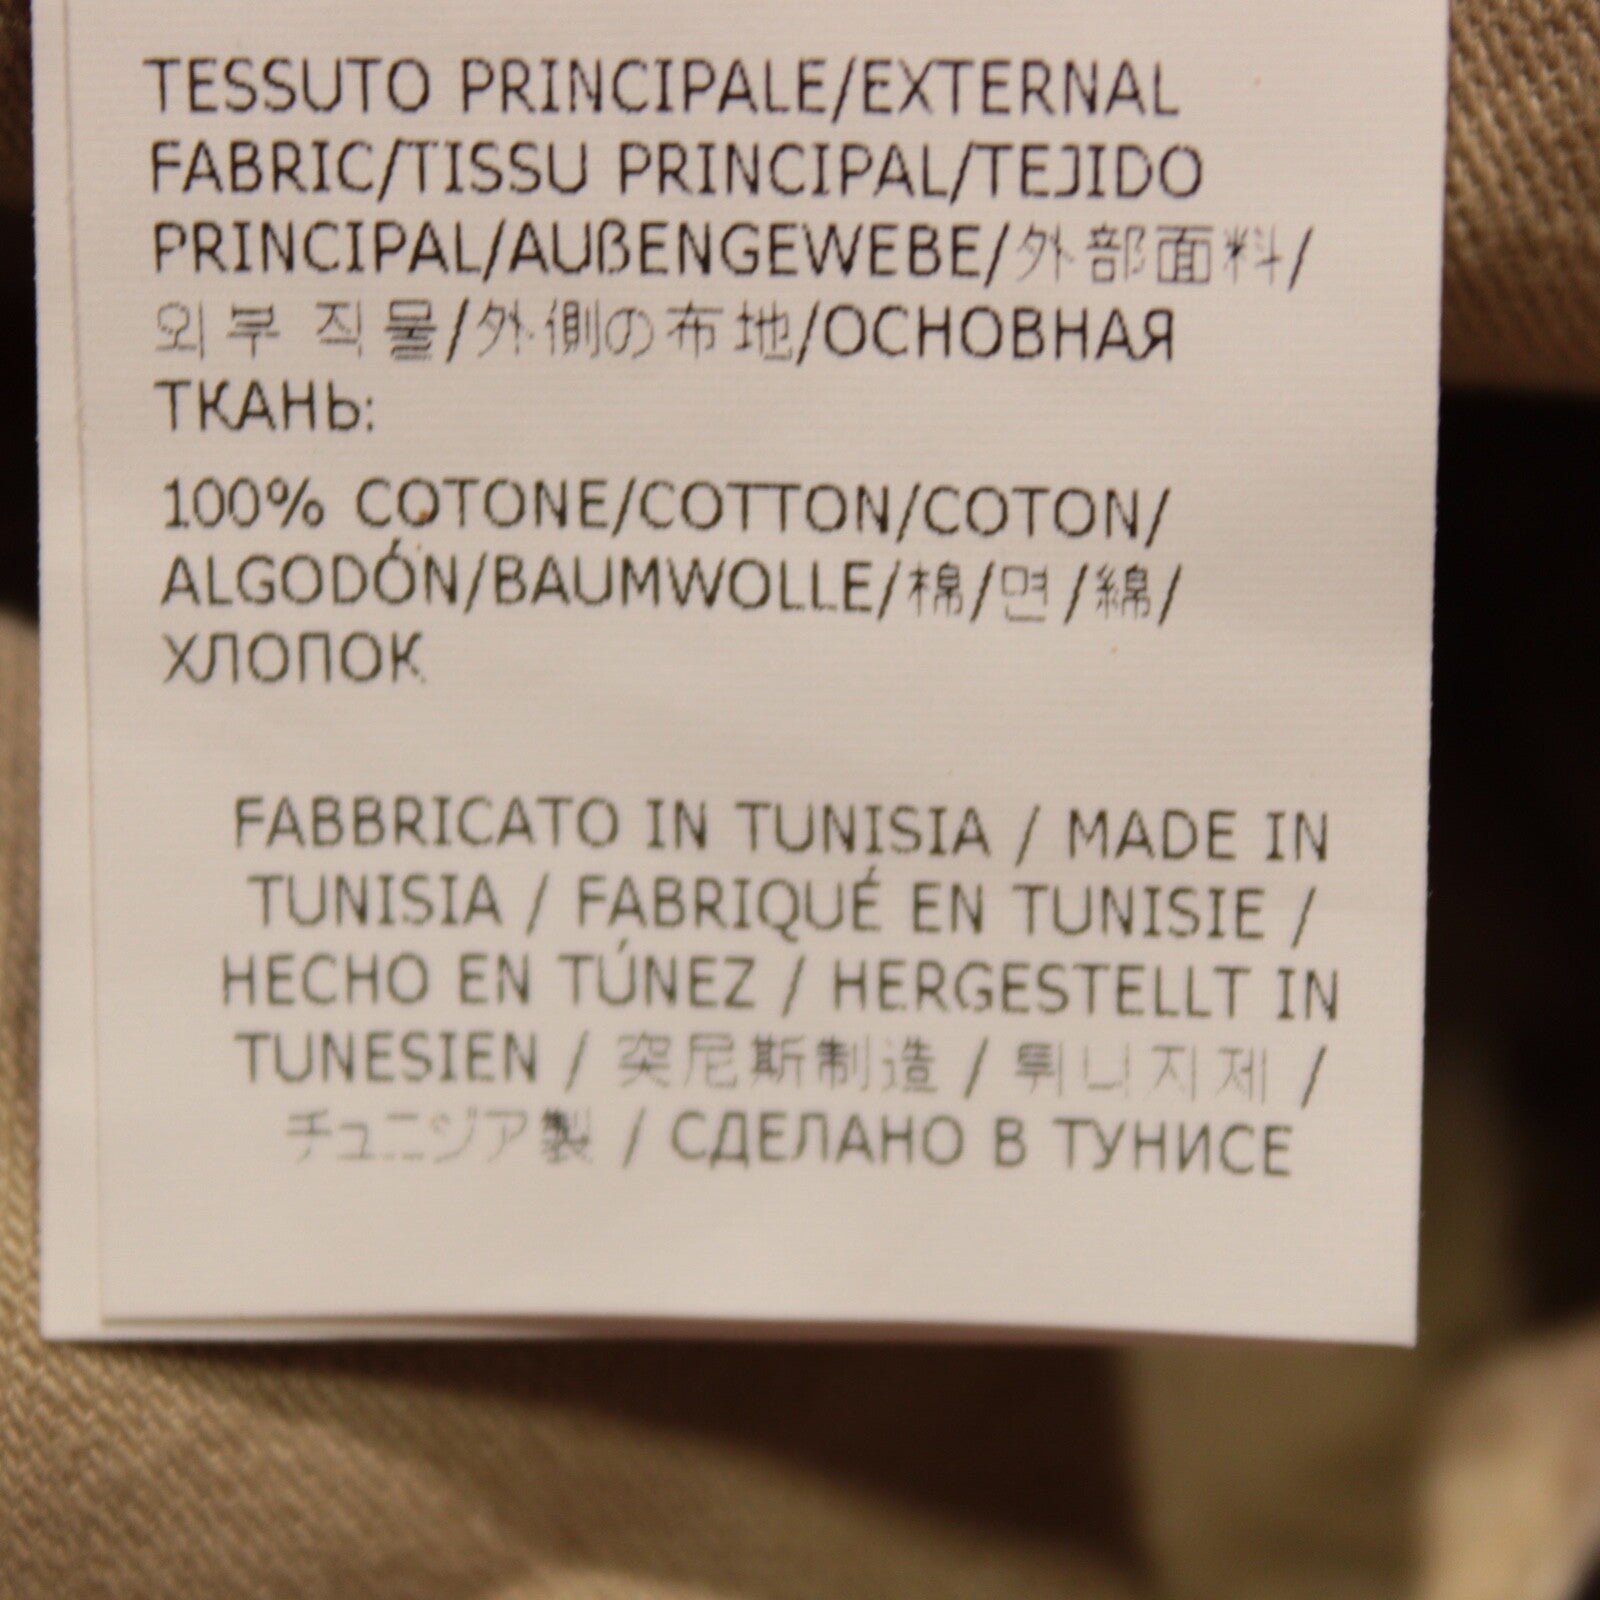 TESSUTO PRINCIPALE/EXTERNAL
FABRIC/TISSU PRINCIPAL/TEJIDO
PRINCIPAL/AUßENGEWEBE/外部面料/
외부 직물/外側の布地/ОСНОВНАЯ
ТКАНЬ:
100% COTONE/COTTON/COTON/
ALGODÓN/BAUMWOLLE/棉/면/綿/
ХЛОПОК
FABBRICATO IN TUNISIA / MADE IN
TUNISIA / FABRIQUÉ EN TUNISIE /
HECHO EN TÚNEZ / HERGESTELLT IN
TUNESIEN / 突尼斯制造 / 튀니지제 /
チュニジア製 / СДЕЛАНО В ТУНИСЕ